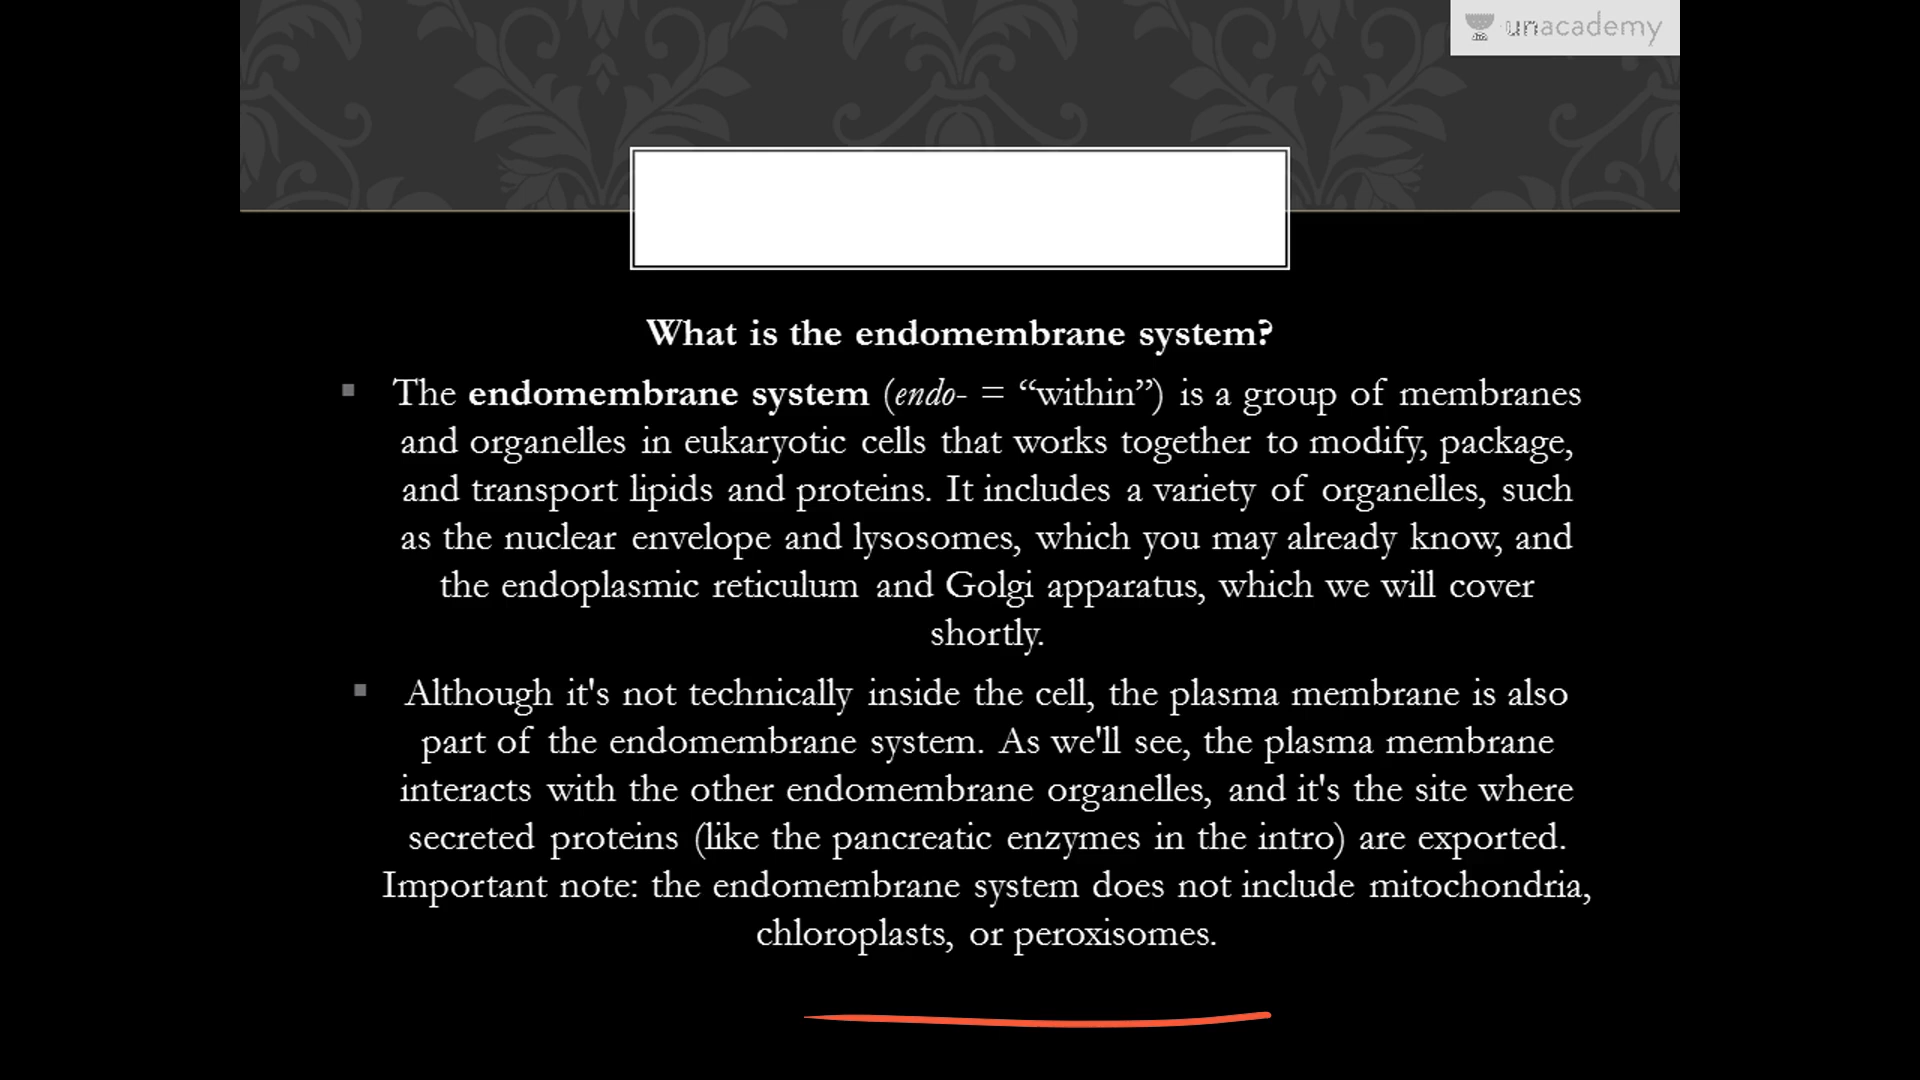 unacademy
What is the endomembrane system?
▪ The endomembrane system (endo- = “within”) is a group of membranes
and organelles in eukaryotic cells that works together to modify, package,
and transport lipids and proteins. It includes a variety of organelles, such
as the nuclear envelope and lysosomes, which you may already know, and
the endoplasmic reticulum and Golgi apparatus, which we will cover
shortly.
▪ Although it's not technically inside the cell, the plasma membrane is also
part of the endomembrane system. As we'll see, the plasma membrane
interacts with the other endomembrane organelles, and it's the site where
secreted proteins (like the pancreatic enzymes in the intro) are exported.
Important note: the endomembrane system does not include mitochondria,
chloroplasts, or peroxisomes.